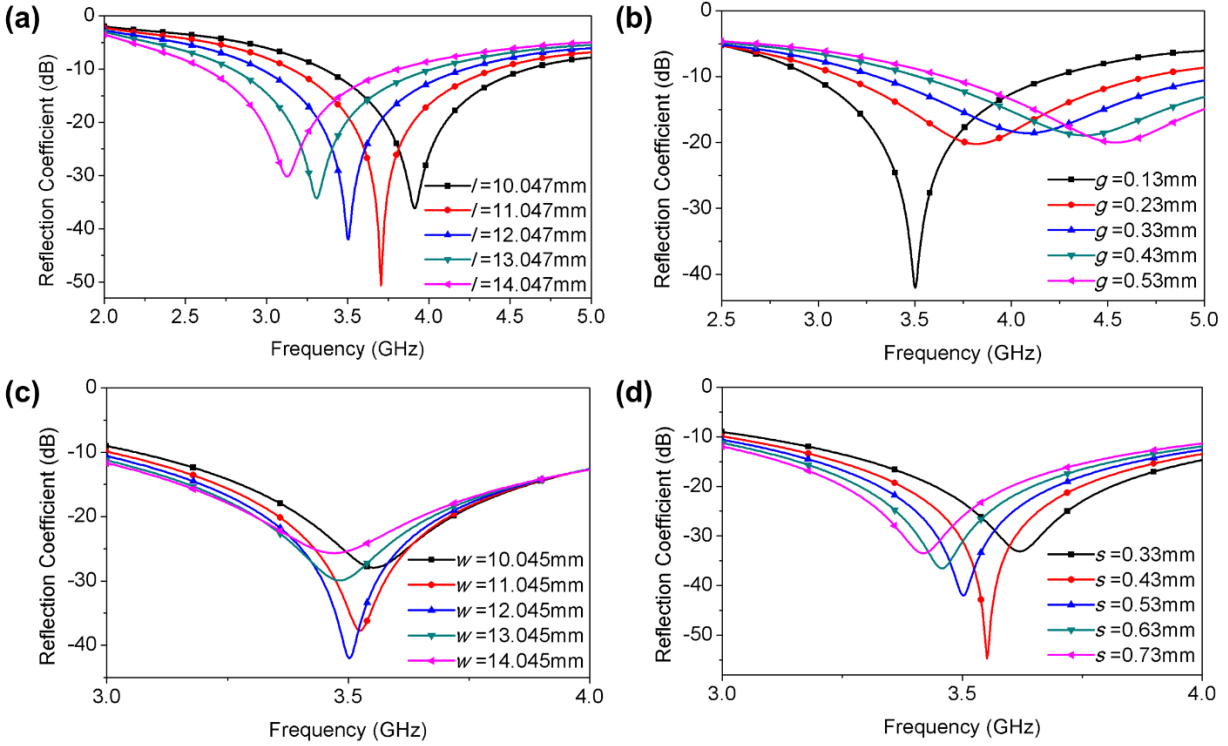 (a)
Reflection Coefficient (dB)
0
-10
-20
-30
-40
-50
l=10.047mm
l=11.047mm
l=12.047mm
l=13.047mm
l=14.047mm
2.0 2.5 3.0 3.5 4.0 4.5 5.0
Frequency (GHz)
(b)
Reflection Coefficient (dB)
0
-10
-20
-30
-40
g=0.13mm
g=0.23mm
g=0.33mm
g=0.43mm
g=0.53mm
2.5 3.0 3.5 4.0 4.5 5.0
Frequency (GHz)
(c)
Reflection Coefficient (dB)
0
-10
-20
-30
-40
w=10.045mm
w=11.045mm
w=12.045mm
w=13.045mm
w=14.045mm
3.0 3.5 4.0
Frequency (GHz)
(d)
Reflection Coefficient (dB)
0
-10
-20
-30
-40
-50
s=0.33mm
s=0.43mm
s=0.53mm
s=0.63mm
s=0.73mm
3.0 3.5 4.0
Frequency (GHz)